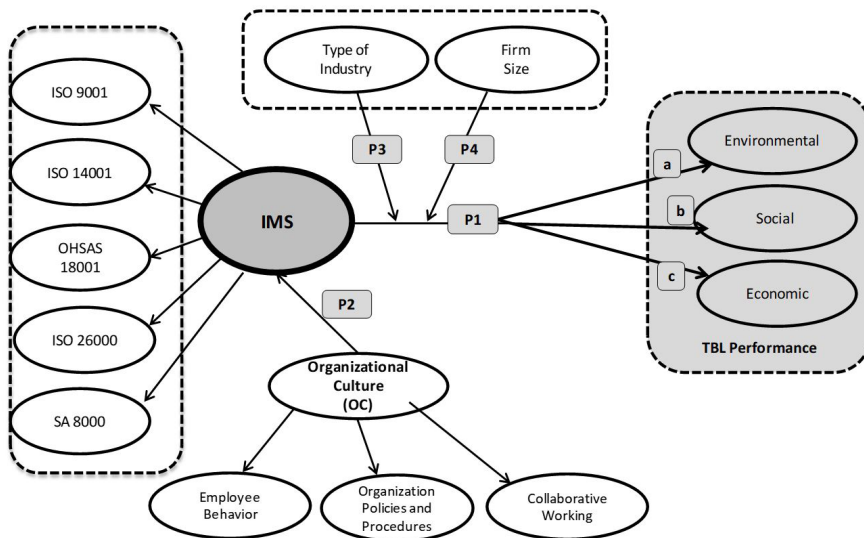 Type of
Industry
Firm
Size
ISO 9001
ISO 14001
OHSAS
18001
ISO 26000
SA 8000
IMS
P3
P4
P1
P2
a
b
c
Environmental
Social
Economic
TBL Performance
Organizational
Culture
(OC)
Employee
Behavior
Organization
Policies and
Procedures
Collaborative
Working